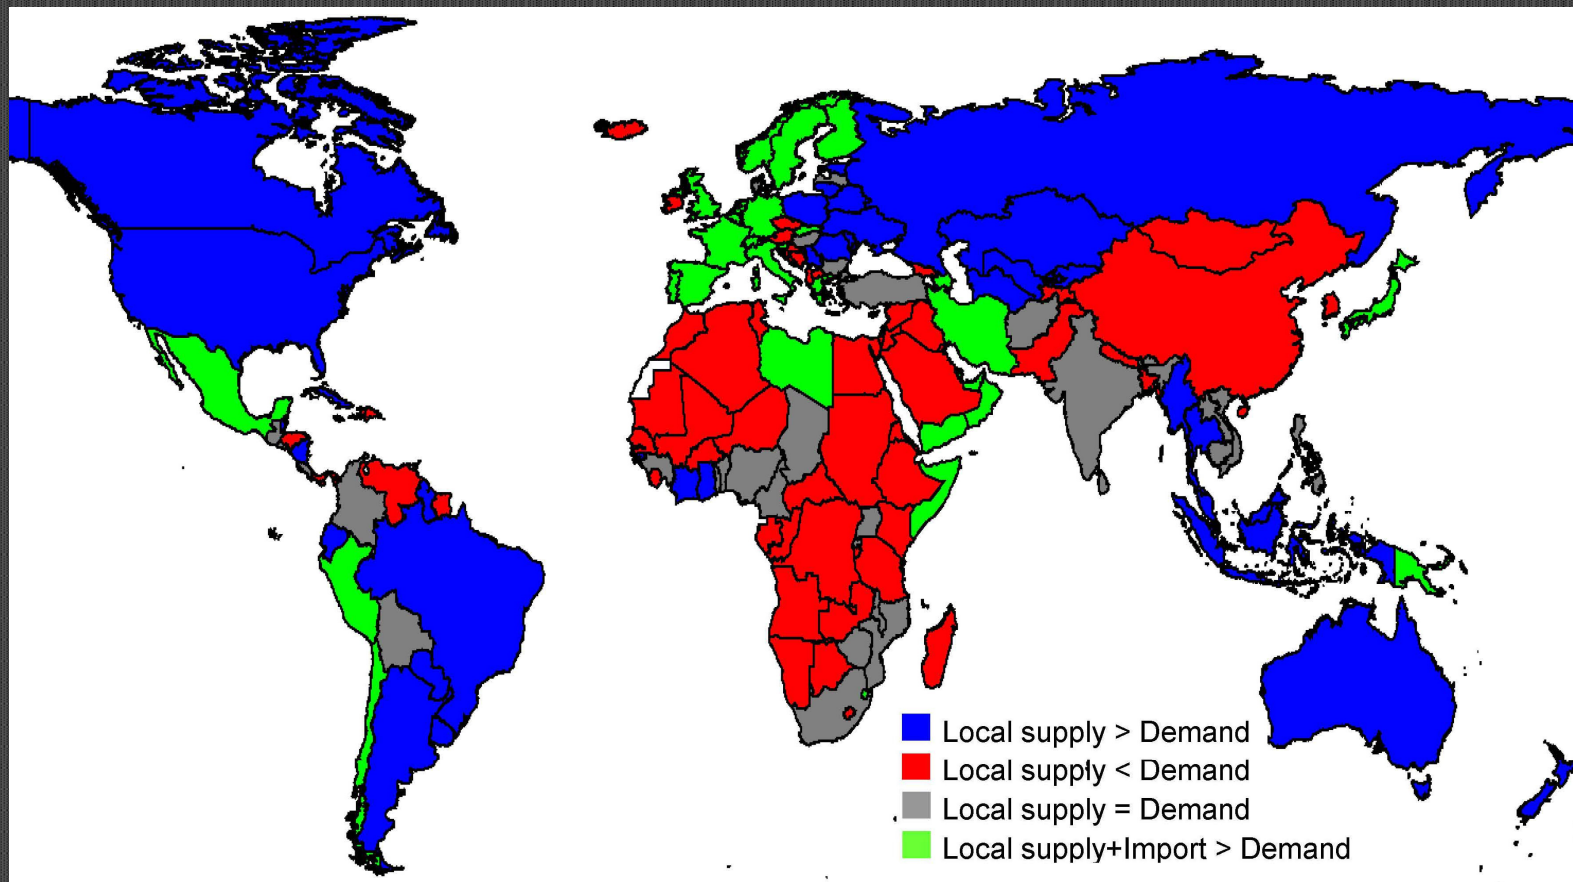 Local supply > Demand
Local supply < Demand
Local supply = Demand
Local supply+Import > Demand